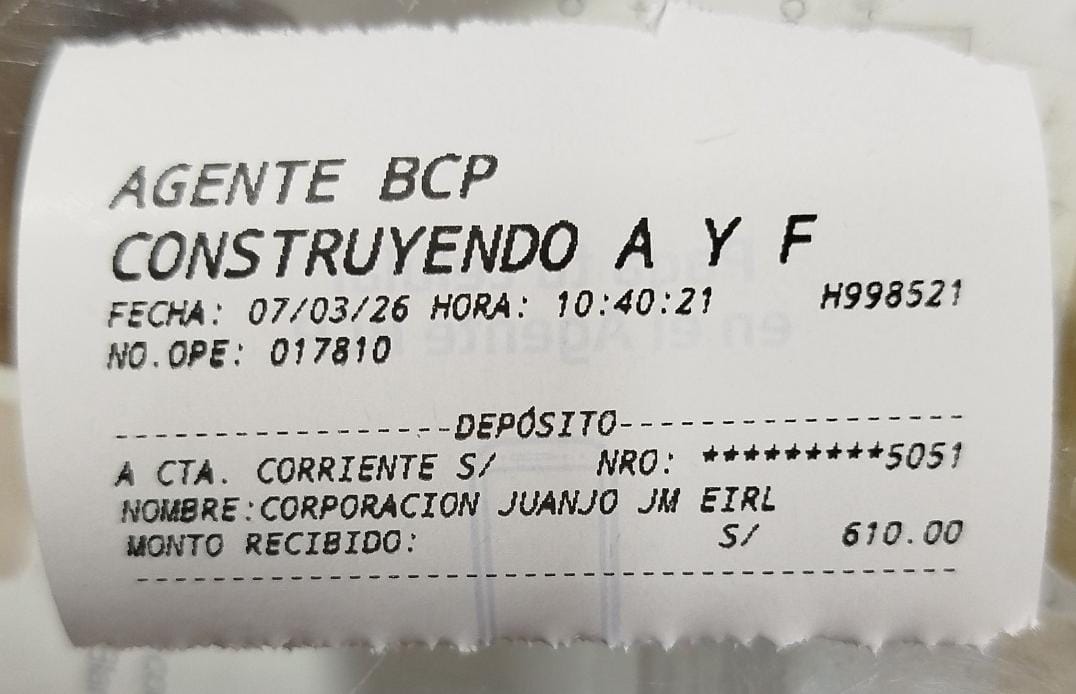 AGENTE BCP
CONSTRUYENDO A Y F
FECHA: 07/03/26 HORA: 10:40:21 H998521
NO.OPE: 017810
-----------------DEPÓSITO-----------------
A CTA. CORRIENTE S/ NRO: *********5051
NOMBRE:CORPORACION JUANJO JM EIRL
MONTO RECIBIDO: S/ 610.00